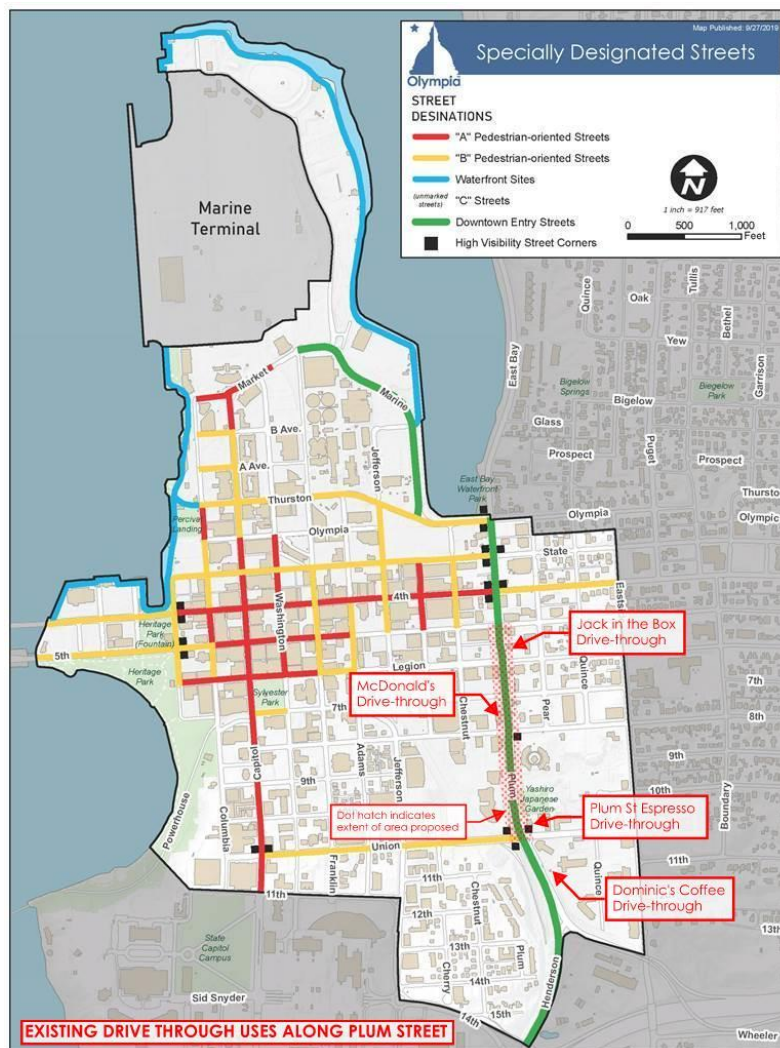 Map Published: 9/27/2019
Specially Designated Streets
Olympia
STREET
DESINATIONS
"A" Pedestrian-oriented Streets
"B" Pedestrian-oriented Streets
Waterfront Sites
(unmarked
streets)
"C" Streets
Downtown Entry Streets
High Visibility Street Corners
N
1 inch = 917 feet
0 500 1,000
Feet
Marine
Terminal
Quince
Oak
Tullis
Bethel
Yew
Garrison
East Bay
Bigelow
Springs
Bigelow
Park
Bigelow
Glass
Puget
Prospect
Prospect
Market
Marine
B Ave.
A Ave.
Jefferson
East Bay
Waterfront
Park
Thurston
Thurston
Percival
Landing
Olympia
Olympia
Olympic
State
Washington
4th
Eastside
Heritage
Park
(Fountain)
5th
Jack in the Box
Drive-through
Legion
Quince
Heritage
Park
McDonald's
Drive-through
Sylvester
Park
7th
7th
Chestnut
Pear
8th
Capitol
Adams
9th
Jefferson
9th
Plum
Yashiro
Japanese
Garden
10th
Boundary
Powerhouse
Columbia
Dot hatch indicates
extent of area proposed
Plum St Espresso
Drive-through
Union
Franklin
11th
11th
11th
Quince
Dominic's Coffee
Drive-through
12th
Chestnut
13th
13th
Plum
State
Capitol
Campus
Cherry
14th
Henderson
Sid Snyder
15th
14th
EXISTING DRIVE THROUGH USES ALONG PLUM STREET
Wheeler